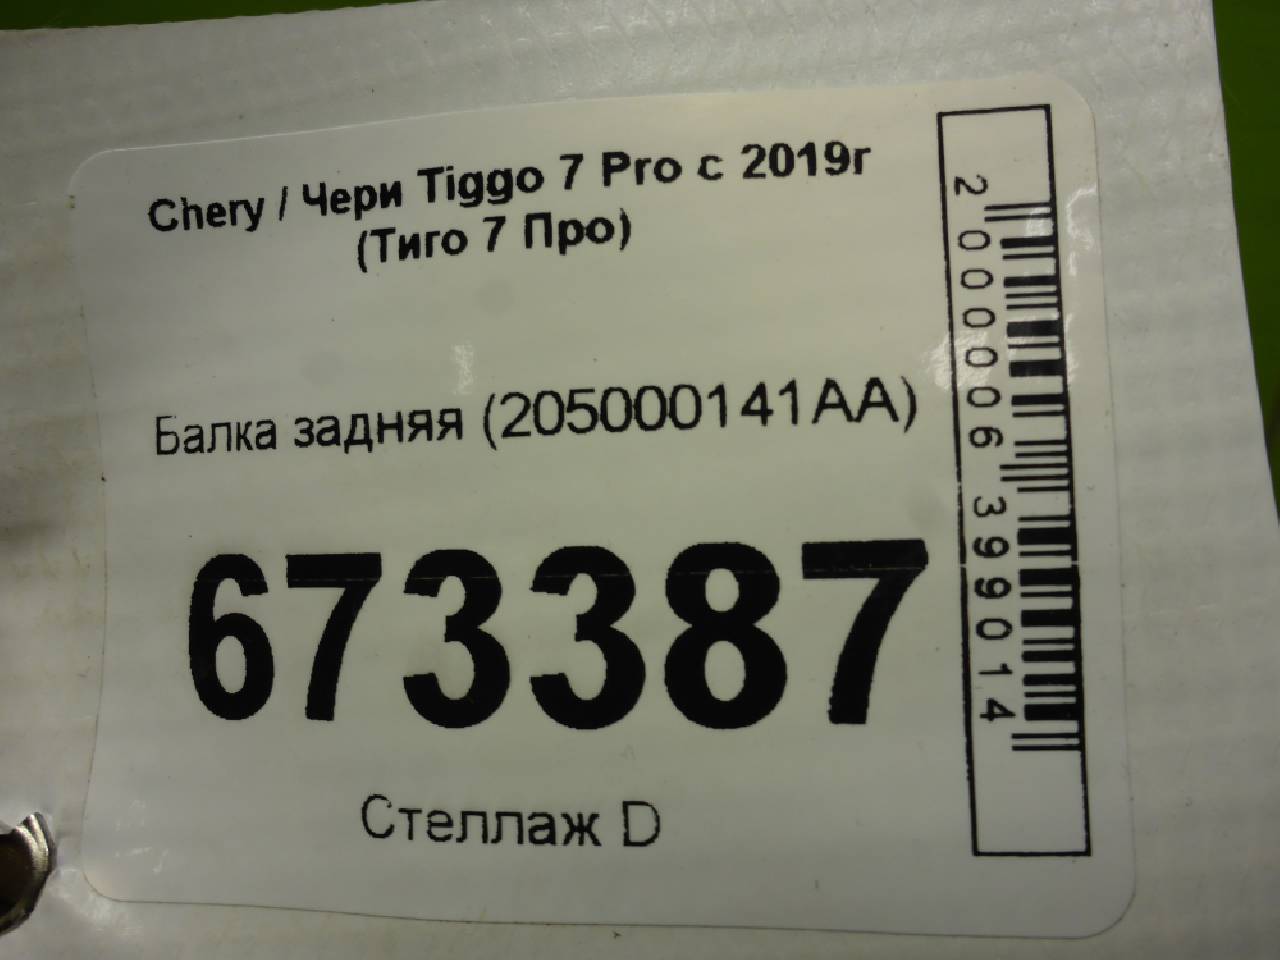 Chery / Чери Tiggo 7 Pro с 2019г
(Тиго 7 Про)
Балка задняя (205000141AA)
673387
Стеллаж D
2000006399014